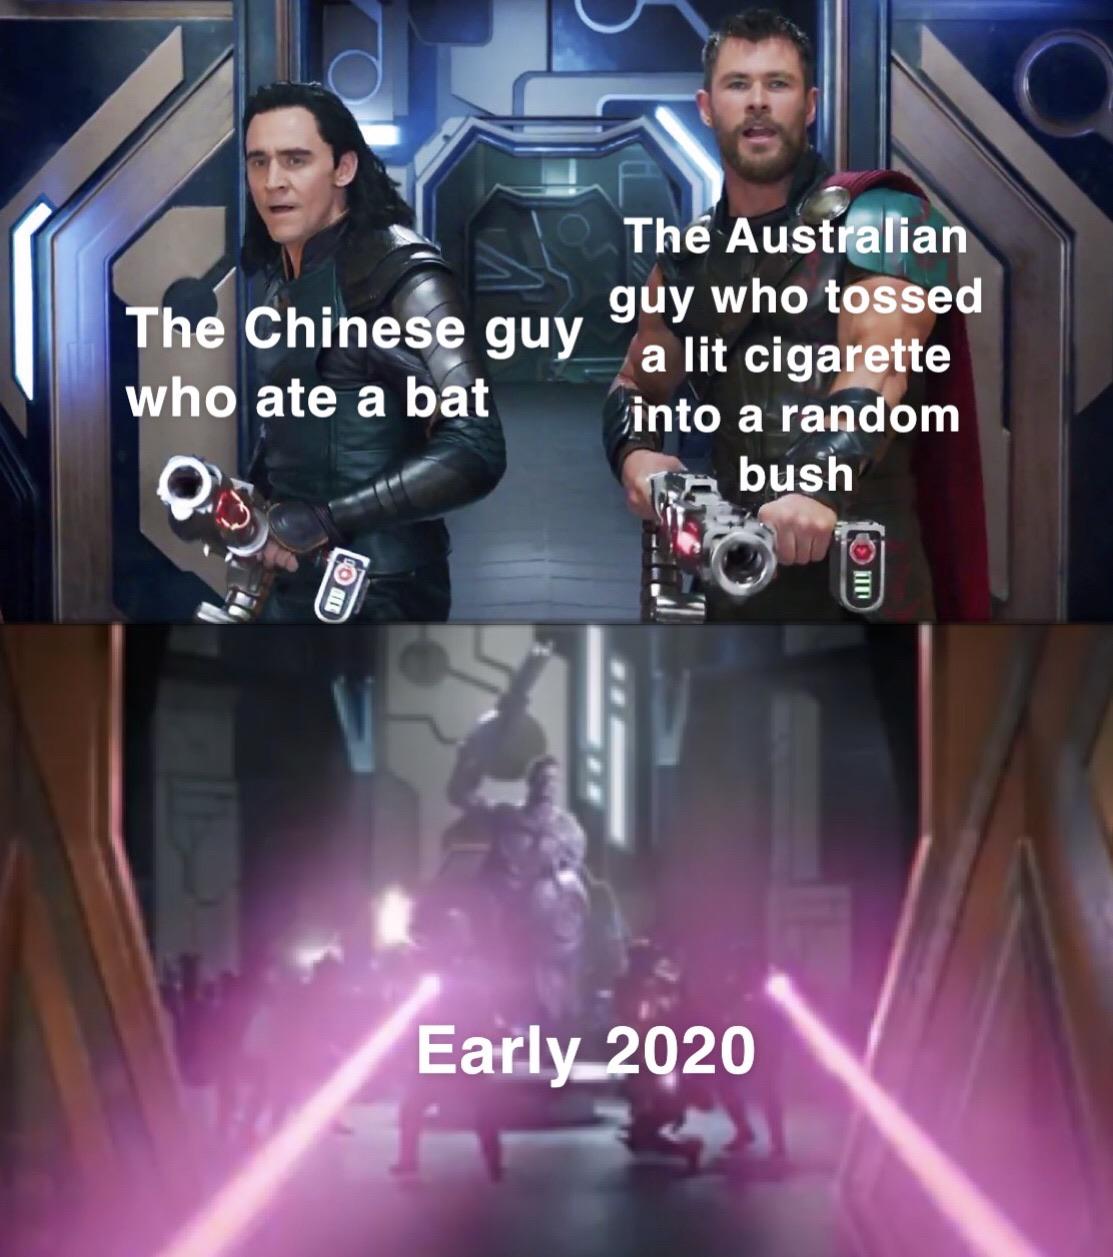 The Chinese guy
who ate a bat
The Australian
guy who tossed
a lit cigarette
into a random
bush
Early 2020